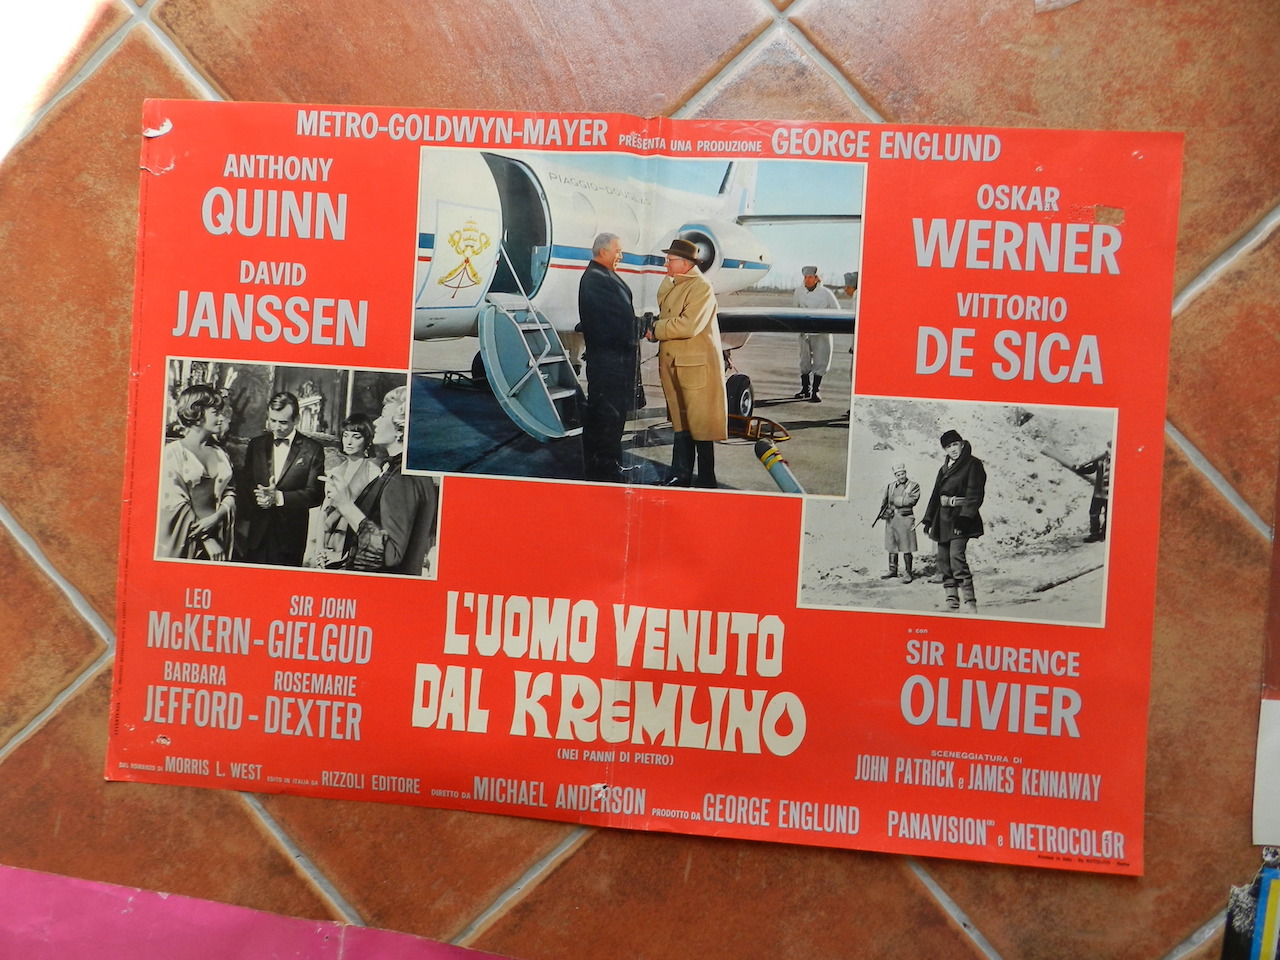 METRO-GOLDWYN-MAYER PRESENTA UNA PRODUZIONE GEORGE ENGLUND
ANTHONY
QUINN
DAVID
JANSSEN
PIAGGIO-DOUGLAS
OSKAR
WERNER
VITTORIO
DE SICA
LEO
McKERN-
SIR JOHN
GIELGUD
BARBARA
JEFFORD-
ROSEMARIE
DEXTER
L'UOMO VENUTO
DAL KREMLINO
(NEI PANNI DI PIETRO)
e con
SIR LAURENCE
OLIVIER
SCENEGGIATURA DI
JOHN PATRICK e JAMES KENNAWAY
DAL ROMANZO DI MORRIS L. WEST EDITO IN ITALIA DA RIZZOLI EDITORE
DIRETTO DA MICHAEL ANDERSON PRODOTTO DA GEORGE ENGLUND
PANAVISION e METROCOLOR